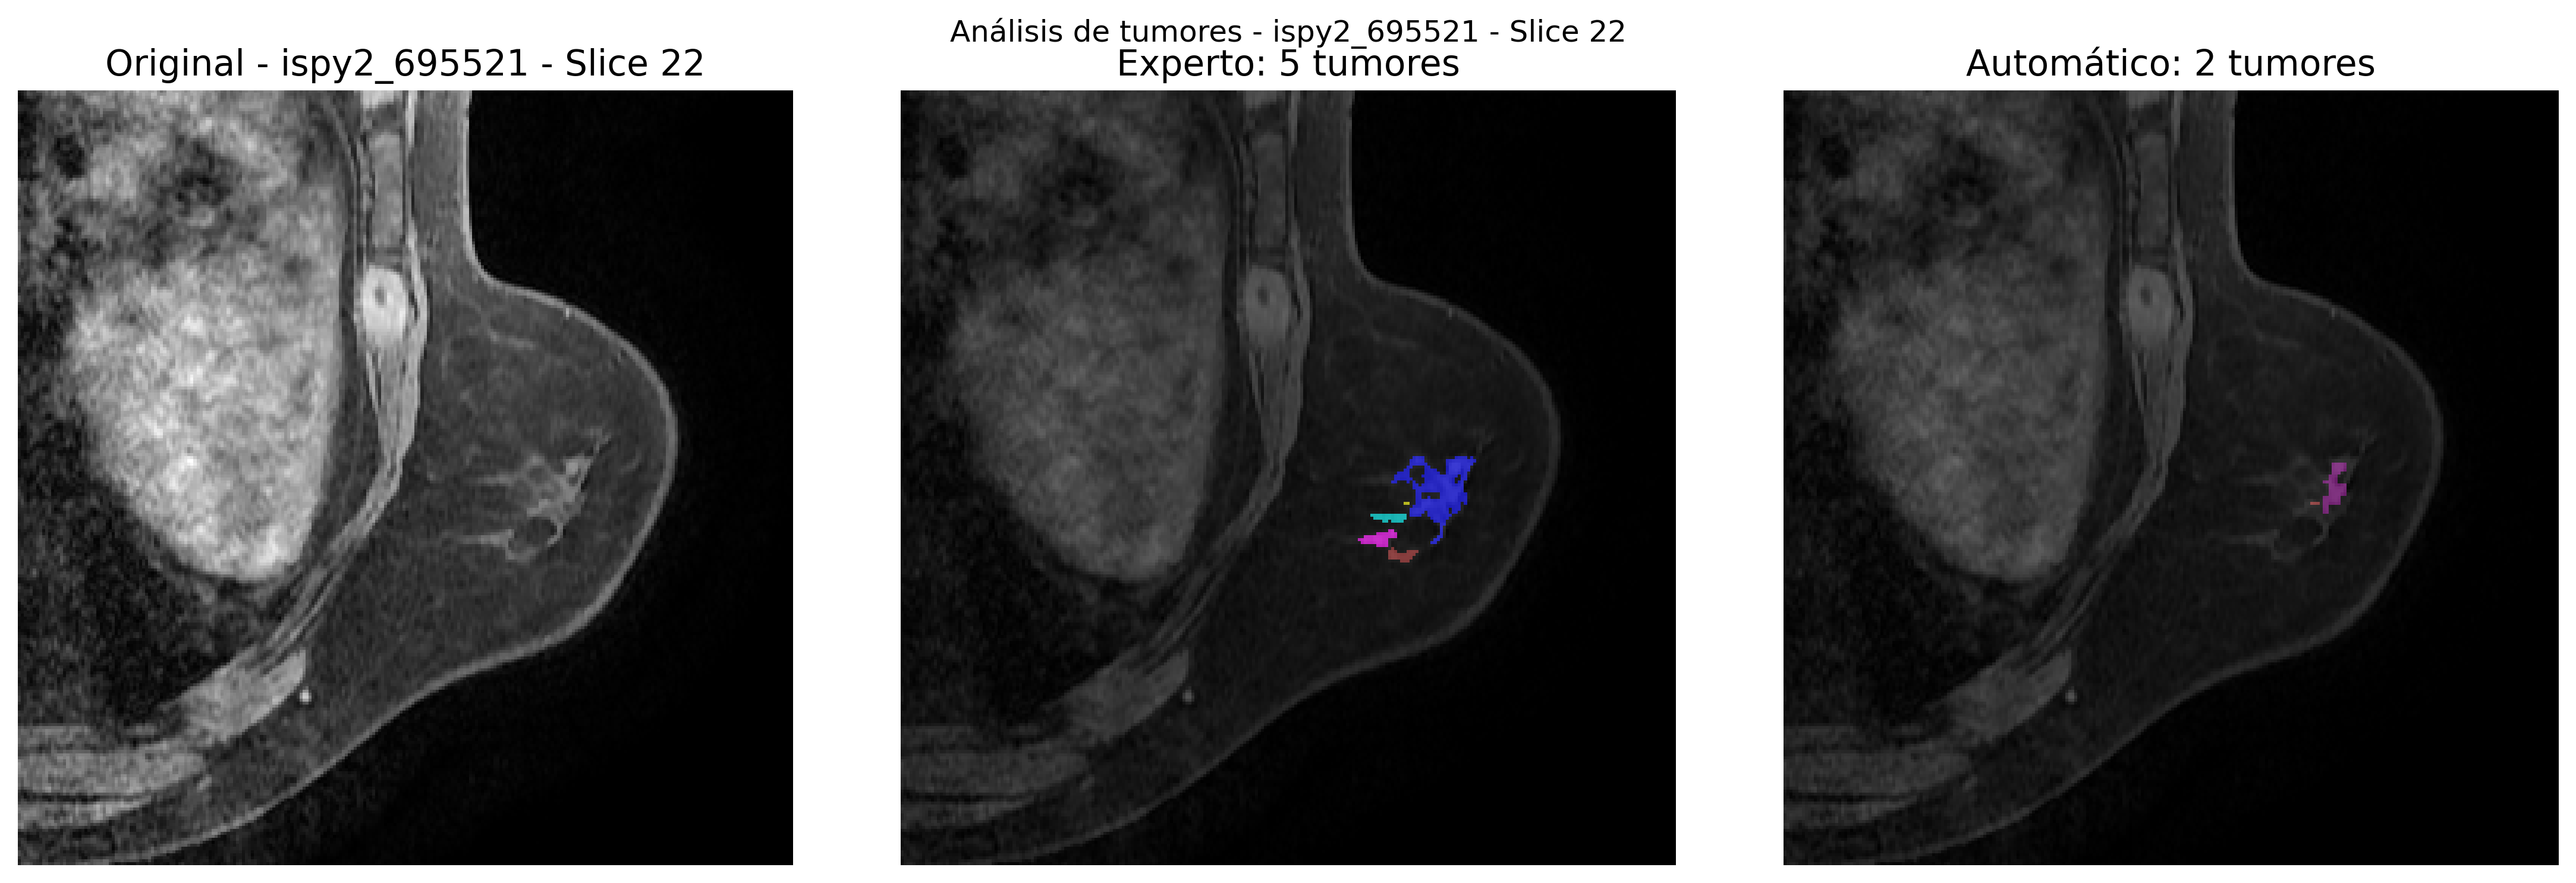 Análisis de tumores - ispy2_695521 - Slice 22
Original - ispy2_695521 - Slice 22
Experto: 5 tumores
Automático: 2 tumores